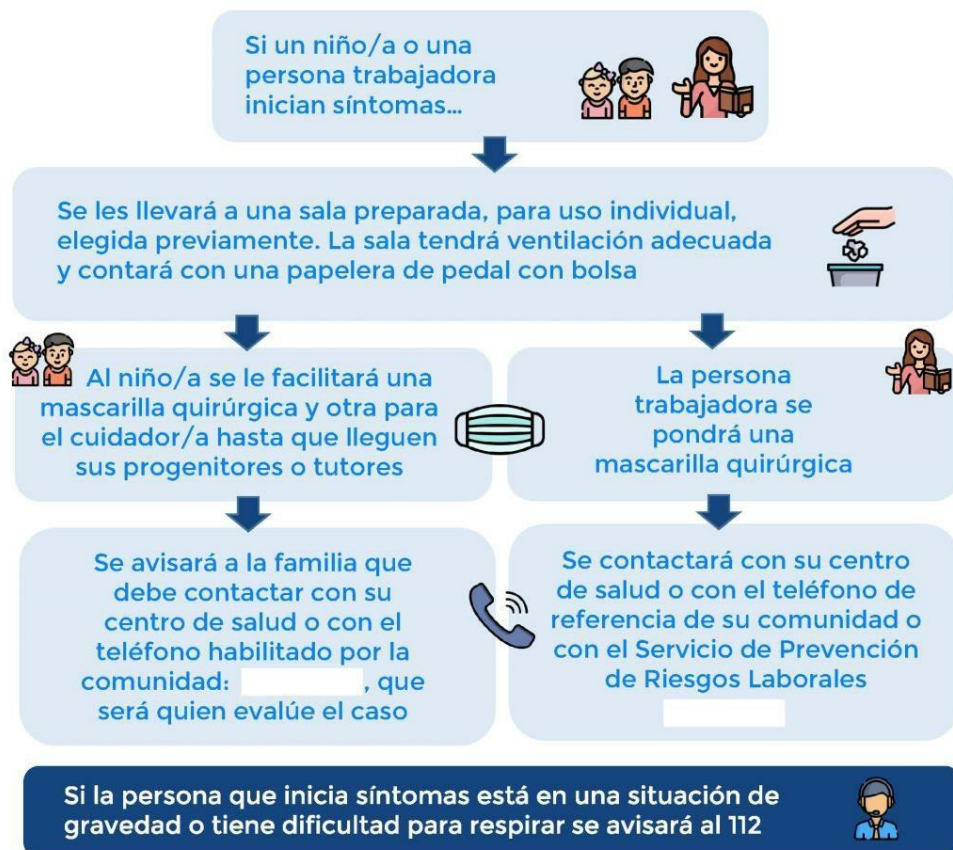 Si un niño/a o una
persona trabajadora
inician síntomas...
Se les llevará a una sala preparada, para uso individual,
elegida previamente. La sala tendrá ventilación adecuada
y contará con una papelera de pedal con bolsa
Al niño/a se le facilitará una
mascarilla quirúrgica y otra para
el cuidador/a hasta que lleguen
sus progenitores o tutores
La persona
trabajadora se
pondrá una
mascarilla quirúrgica
Se avisará a la familia que
debe contactar con su
centro de salud o con el
teléfono habilitado por la
comunidad: , que
será quien evalúe el caso
Se contactará con su centro
de salud o con el teléfono de
referencia de su comunidad o
con el Servicio de Prevención
de Riesgos Laborales
Si la persona que inicia síntomas está en una situación de
gravedad o tiene dificultad para respirar se avisará al 112